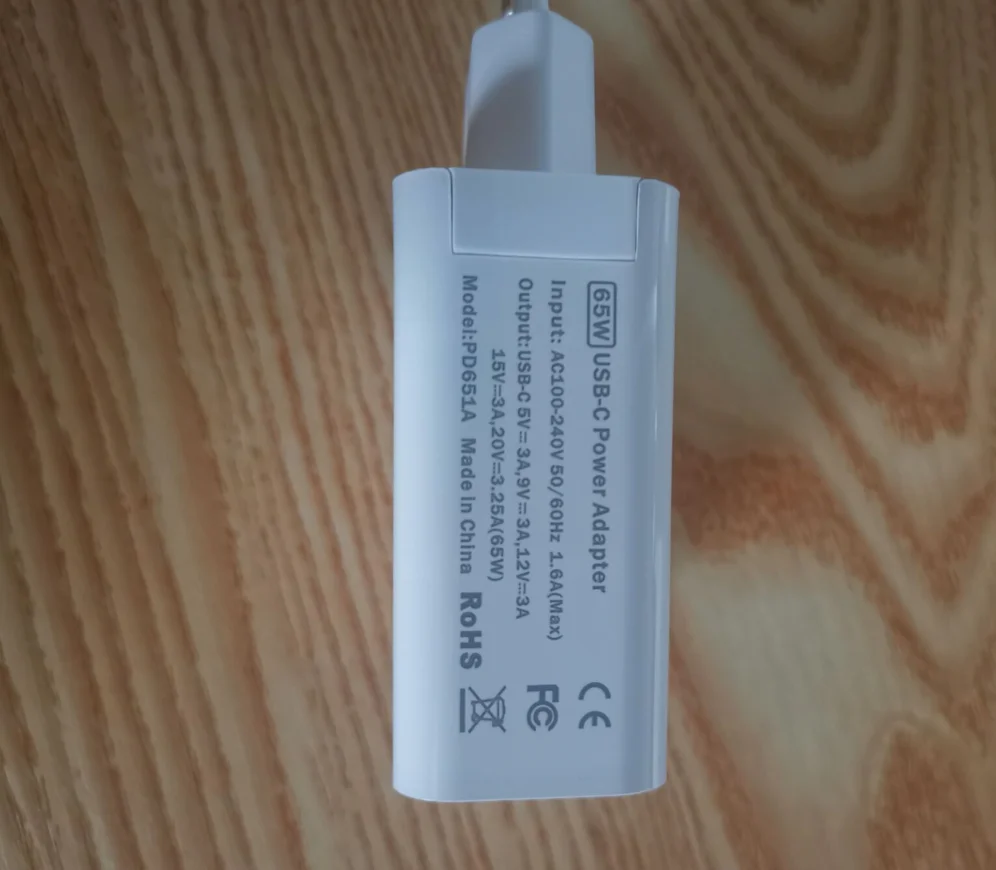 65W USB-C Power Adapter
Input: AC100-240V 50/60Hz 1.6A(Max)
Output:USB-C 5V⎓3A,9V⎓3A,12V⎓3A
15V⎓3A,20V⎓3.25A(65W)
Model:PD651A Made in China RoHS
CE
FC